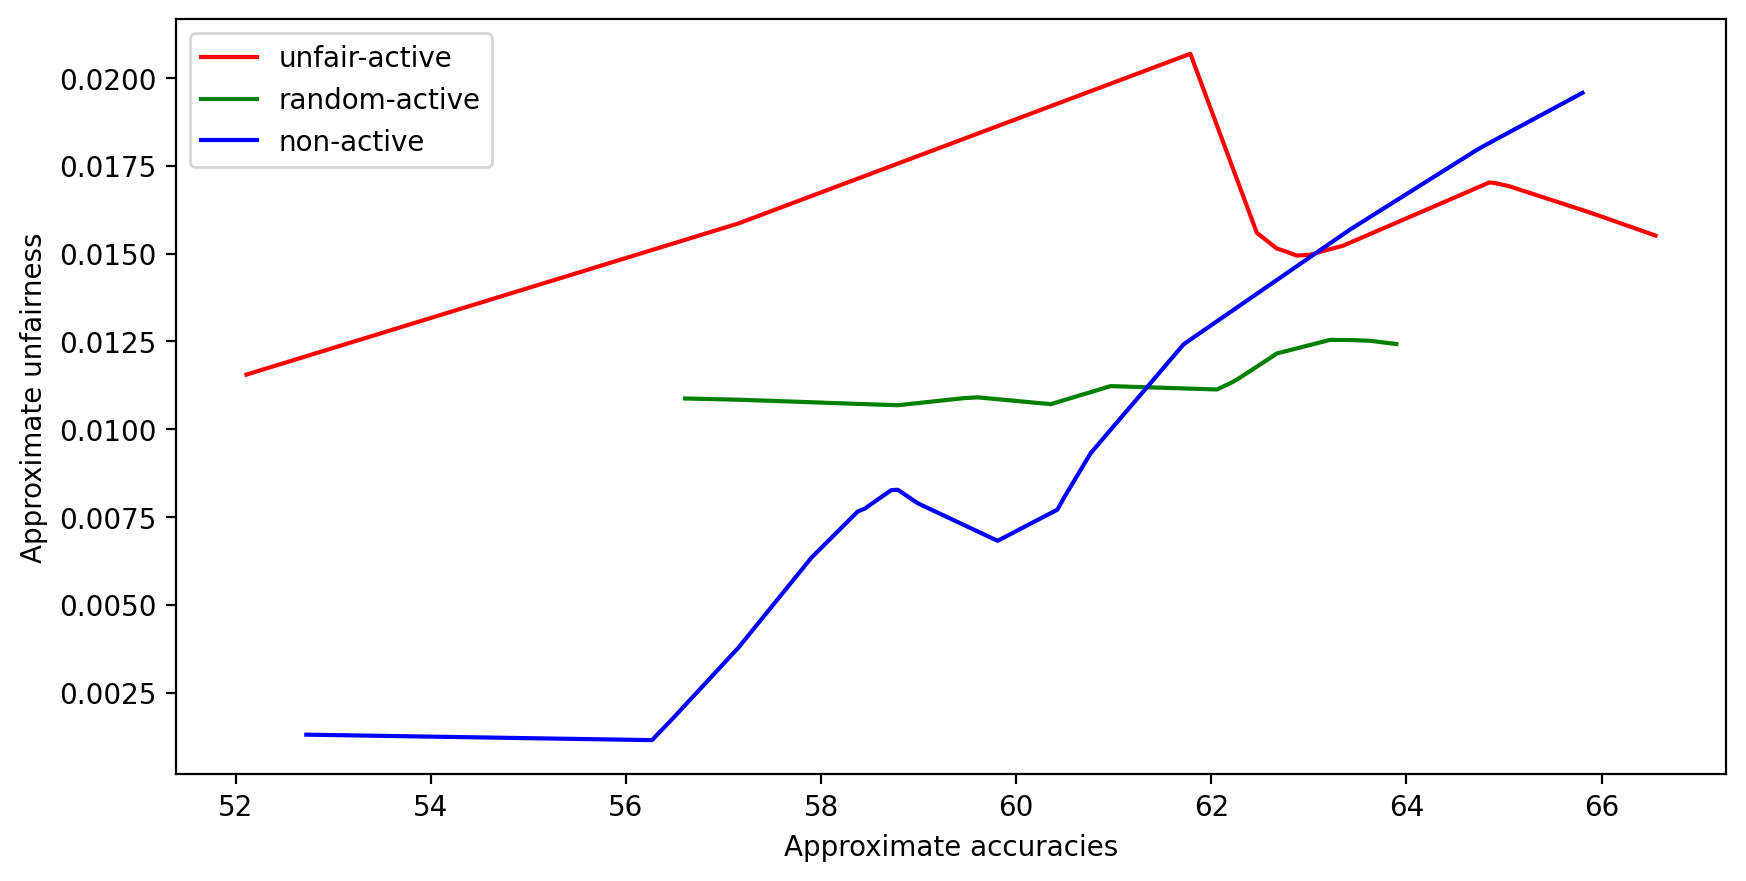 unfair-active
random-active
non-active
0.0200
0.0175
0.0150
0.0125
0.0100
0.0075
0.0050
0.0025
Approximate unfairness
52 54 56 58 60 62 64 66
Approximate accuracies